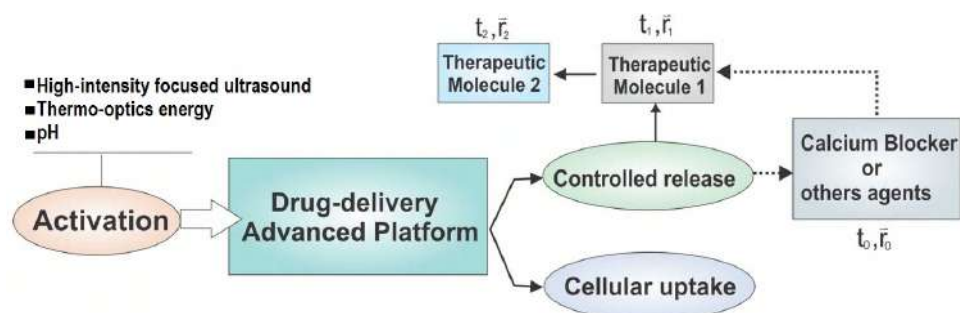 ■High-intensity focused ultrasound
■Thermo-optics energy
■pH
Activation
Drug-delivery
Advanced Platform
Controlled release
Cellular uptake
t₁,r̄₁
Therapeutic
Molecule 1
t₂,r̄₂
Therapeutic
Molecule 2
Calcium Blocker
or
others agents
t₀,r̄₀